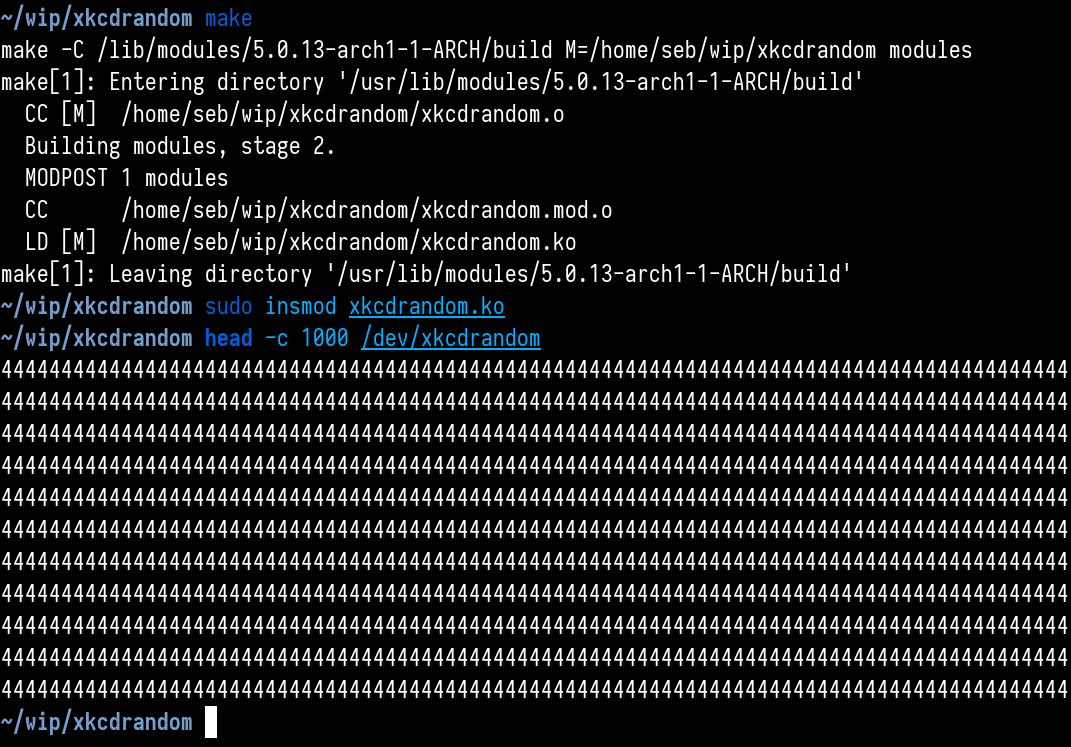 ~/wip/xkcdrandom make
make -C /lib/modules/5.0.13-arch1-1-ARCH/build M=/home/seb/wip/xkcdrandom modules
make[1]: Entering directory '/usr/lib/modules/5.0.13-arch1-1-ARCH/build'
  CC [M]  /home/seb/wip/xkcdrandom/xkcdrandom.o
  Building modules, stage 2.
  MODPOST 1 modules
  CC      /home/seb/wip/xkcdrandom/xkcdrandom.mod.o
  LD [M]  /home/seb/wip/xkcdrandom/xkcdrandom.ko
make[1]: Leaving directory '/usr/lib/modules/5.0.13-arch1-1-ARCH/build'
~/wip/xkcdrandom sudo insmod xkcdrandom.ko
~/wip/xkcdrandom head -c 1000 /dev/xkcdrandom
44444444444444444444444444444444444444444444444444444444444444444444444444444444444444444
44444444444444444444444444444444444444444444444444444444444444444444444444444444444444444
44444444444444444444444444444444444444444444444444444444444444444444444444444444444444444
44444444444444444444444444444444444444444444444444444444444444444444444444444444444444444
44444444444444444444444444444444444444444444444444444444444444444444444444444444444444444
44444444444444444444444444444444444444444444444444444444444444444444444444444444444444444
44444444444444444444444444444444444444444444444444444444444444444444444444444444444444444
44444444444444444444444444444444444444444444444444444444444444444444444444444444444444444
44444444444444444444444444444444444444444444444444444444444444444444444444444444444444444
44444444444444444444444444444444444444444444444444444444444444444444444444444444444444444
44444444444444444444444444444444444444444444444444444444444444444444444444444444444444444
~/wip/xkcdrandom